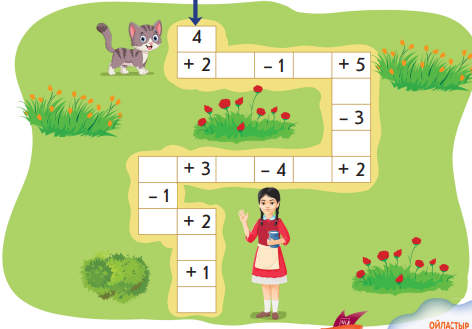 4
+ 2 − 1 + 5
− 3
+ 3 − 4 + 2
− 1
+ 2
+ 1
ОЙЛАСТЫР